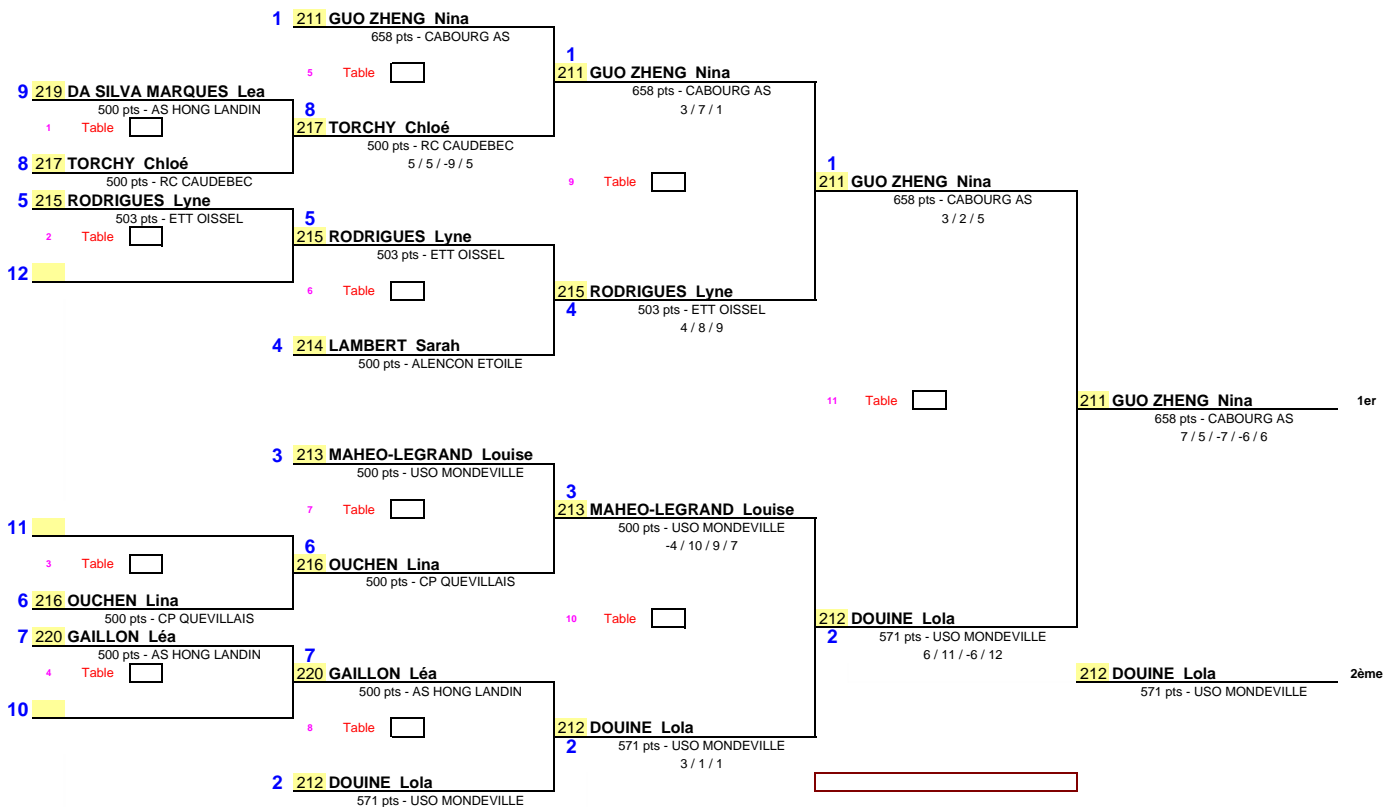 1 211 GUO ZHENG Nina
658 pts - CABOURG AS
5 Table
9 219 DA SILVA MARQUES Lea
500 pts - AS HONG LANDIN
1 Table
8 217 TORCHY Chloé
500 pts - RC CAUDEBEC
8
217 TORCHY Chloé
500 pts - RC CAUDEBEC
5 / 5 / -9 / 5
5 215 RODRIGUES Lyne
503 pts - ETT OISSEL
2 Table
12
5
215 RODRIGUES Lyne
503 pts - ETT OISSEL
6 Table
4 214 LAMBERT Sarah
500 pts - ALENCON ETOILE
1
211 GUO ZHENG Nina
658 pts - CABOURG AS
3 / 7 / 1
9 Table
215 RODRIGUES Lyne
4
503 pts - ETT OISSEL
4 / 8 / 9
1
211 GUO ZHENG Nina
658 pts - CABOURG AS
3 / 2 / 5
11 Table
211 GUO ZHENG Nina 1er
658 pts - CABOURG AS
7 / 5 / -7 / -6 / 6
3 213 MAHEO-LEGRAND Louise
500 pts - USO MONDEVILLE
7 Table
11
3 Table
6 216 OUCHEN Lina
500 pts - CP QUEVILLAIS
6
216 OUCHEN Lina
500 pts - CP QUEVILLAIS
7 220 GAILLON Léa
500 pts - AS HONG LANDIN
4 Table
10
7
220 GAILLON Léa
500 pts - AS HONG LANDIN
8 Table
2 212 DOUINE Lola
571 pts - USO MONDEVILLE
3
213 MAHEO-LEGRAND Louise
500 pts - USO MONDEVILLE
-4 / 10 / 9 / 7
10 Table
212 DOUINE Lola
2
571 pts - USO MONDEVILLE
3 / 1 / 1
212 DOUINE Lola
2
571 pts - USO MONDEVILLE
6 / 11 / -6 / 12
212 DOUINE Lola 2ème
571 pts - USO MONDEVILLE